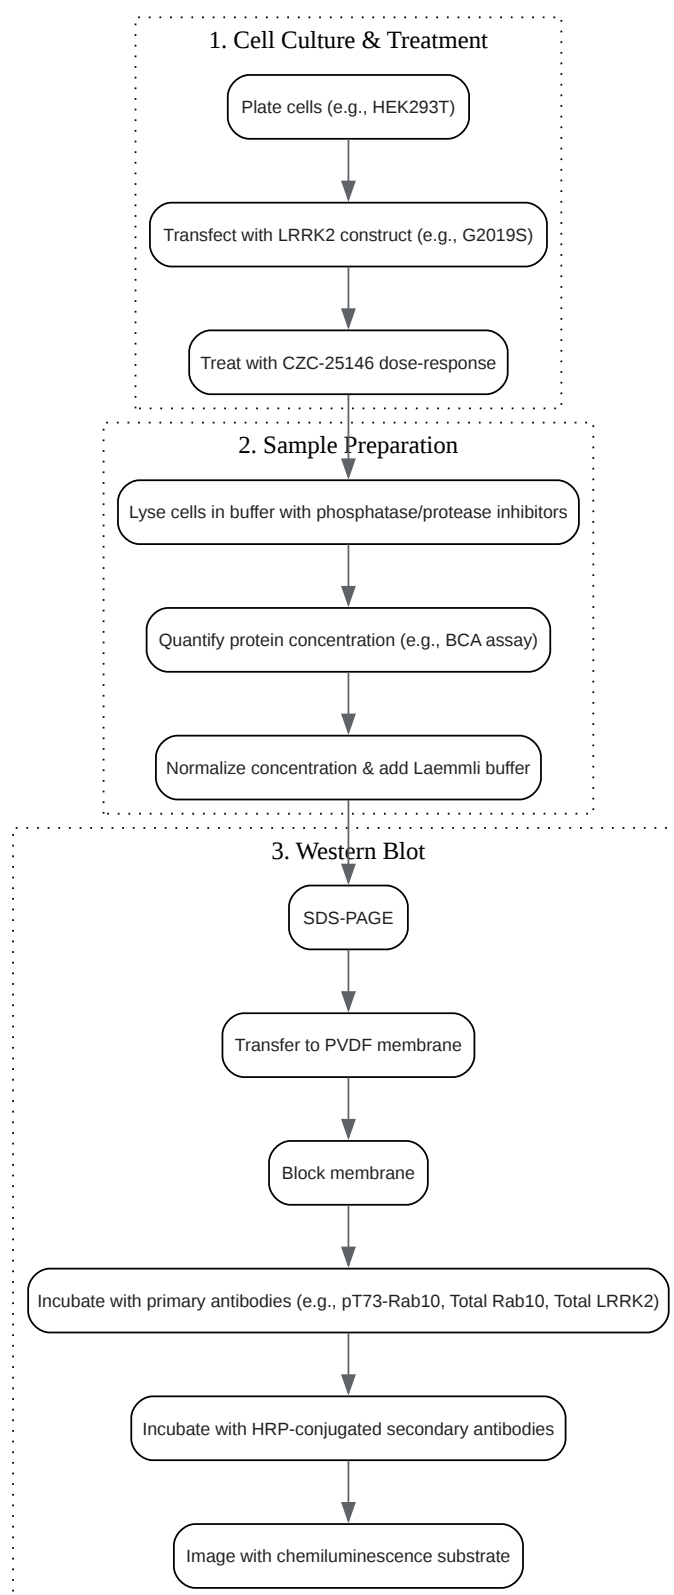 1. Cell Culture & Treatment
Plate cells (e.g., HEK293T)
Transfect with LRRK2 construct (e.g., G2019S)
Treat with CZC-25146 dose-response
2. Sample Preparation
Lyse cells in buffer with phosphatase/protease inhibitors
Quantify protein concentration (e.g., BCA assay)
Normalize concentration & add Laemmli buffer
3. Western Blot
SDS-PAGE
Transfer to PVDF membrane
Block membrane
Incubate with primary antibodies (e.g., pT73-Rab10, Total Rab10, Total LRRK2)
Incubate with HRP-conjugated secondary antibodies
Image with chemiluminescence substrate